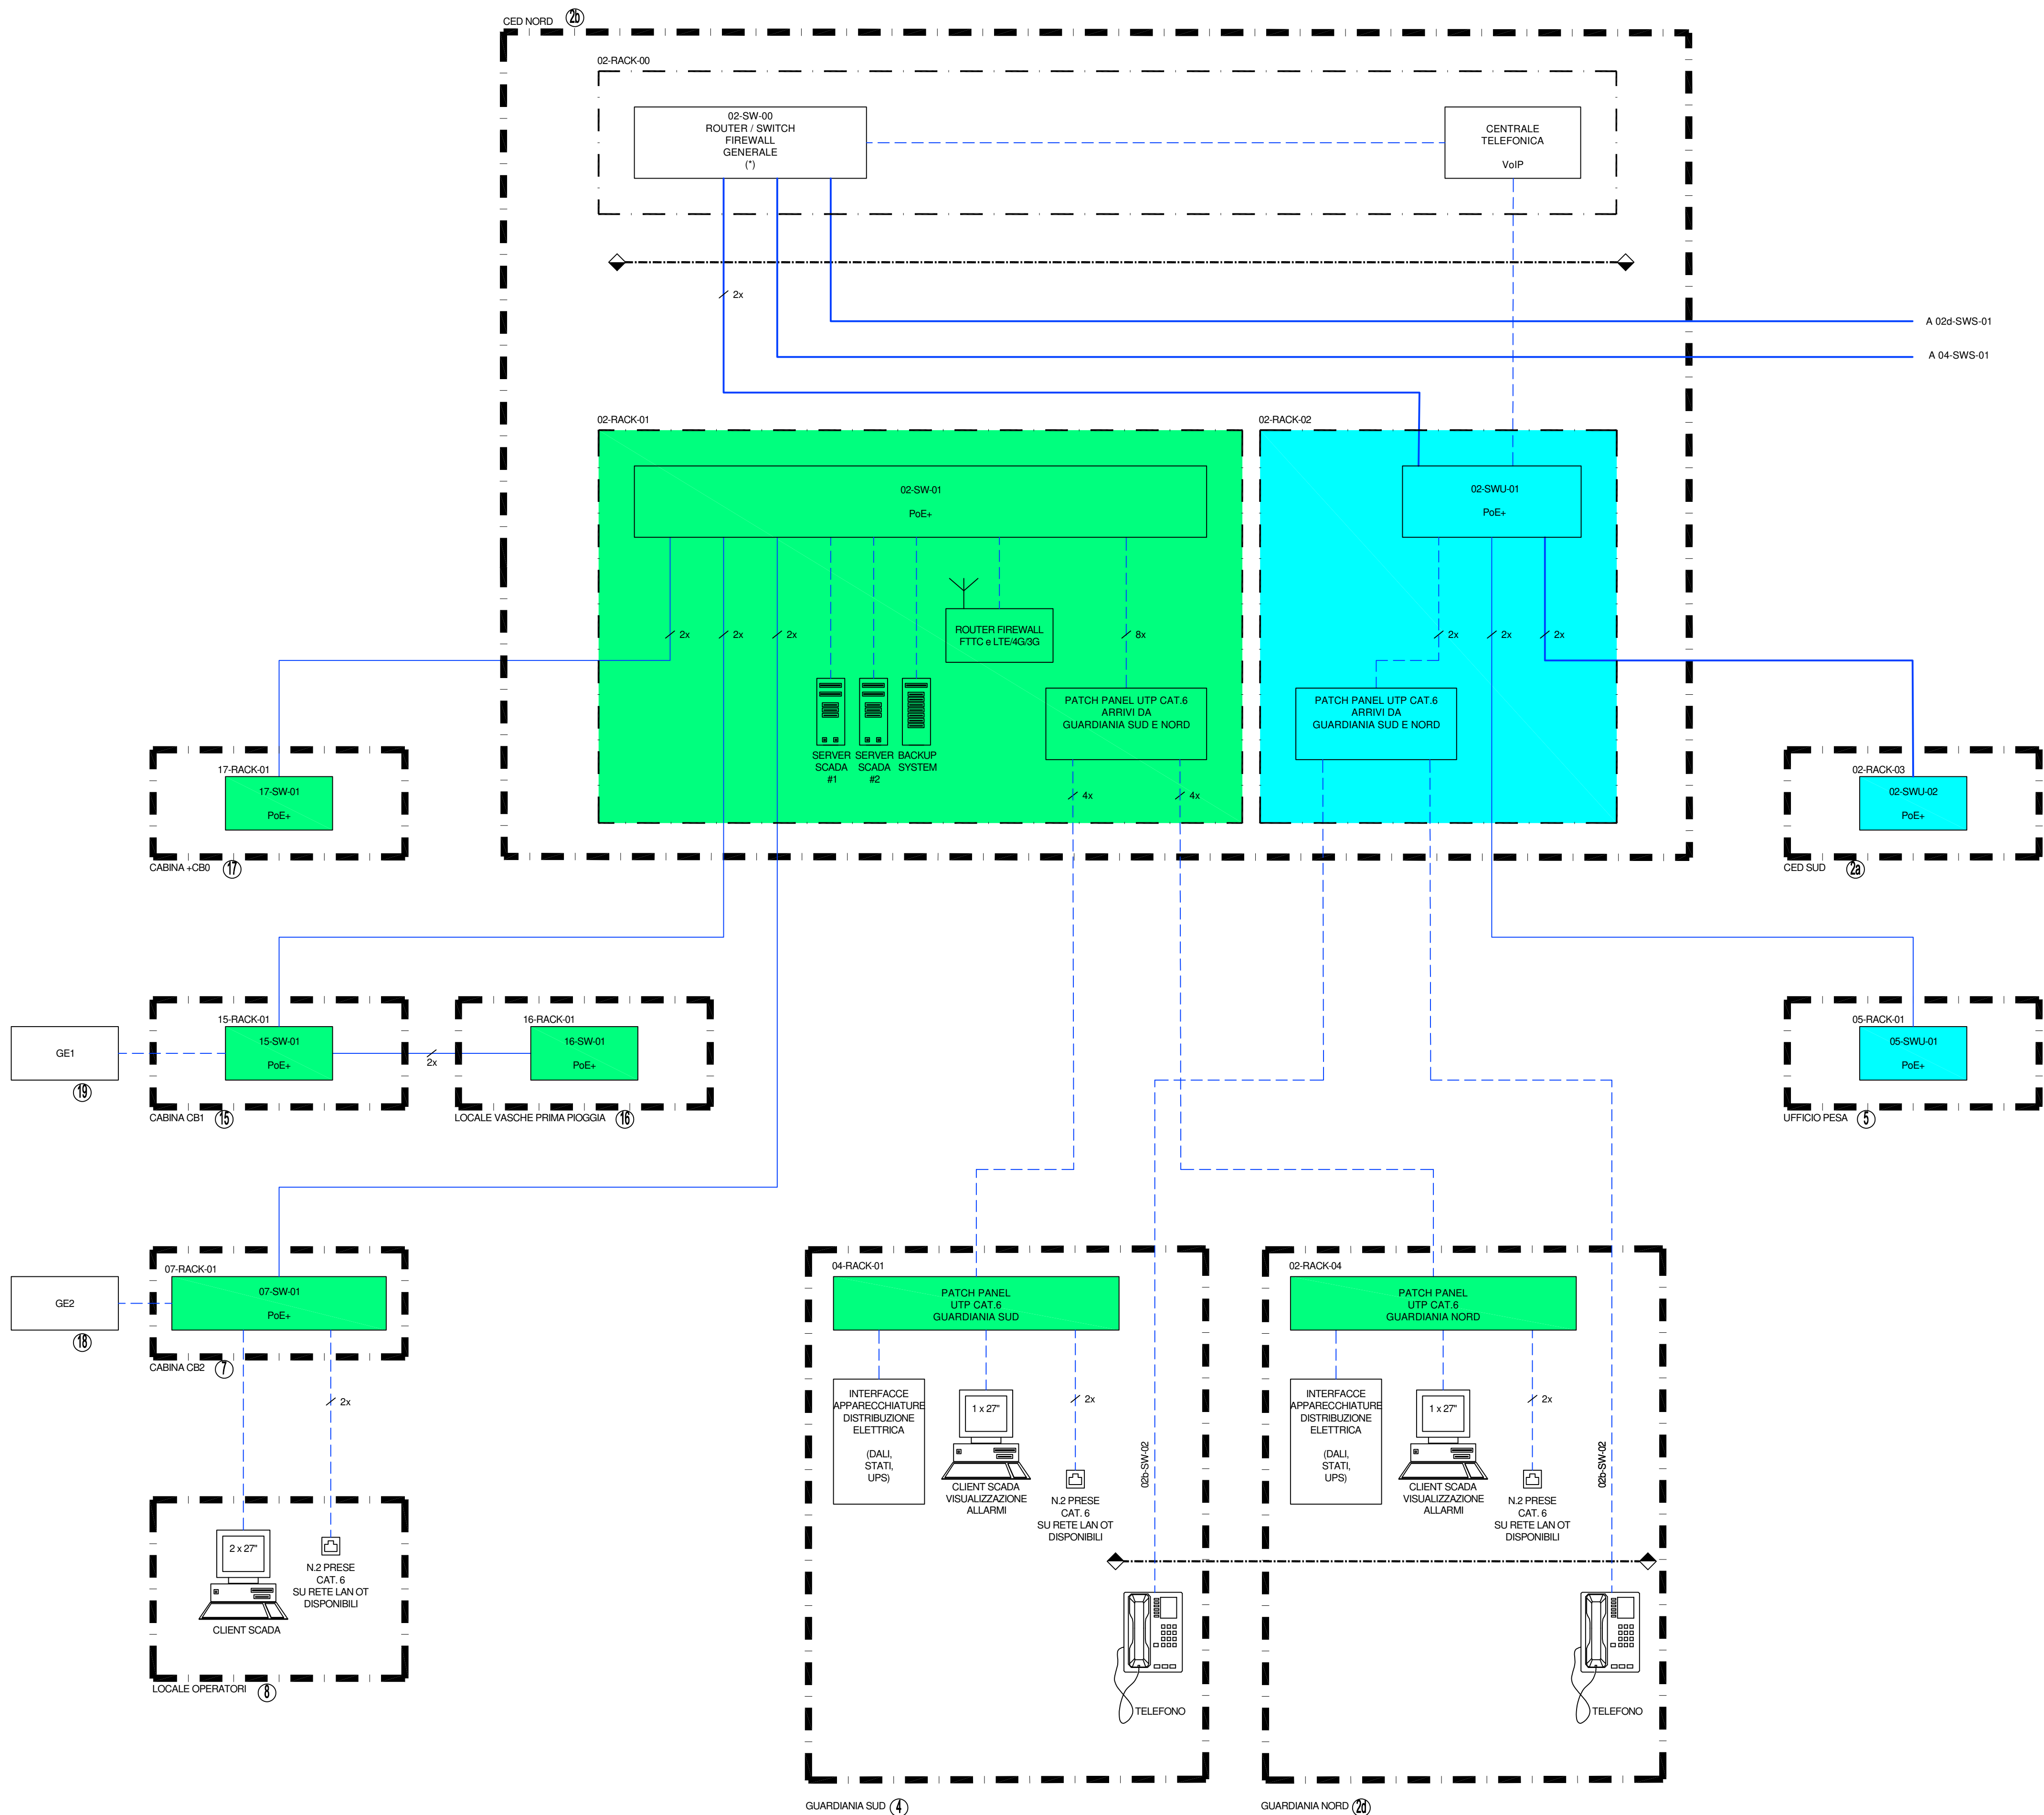 CED NORD
2b
02-RACK-00
02-SW-00
ROUTER / SWITCH
FIREWALL
GENERALE
(*)
CENTRALE
TELEFONICA
VoIP
2x
A 02d-SWS-01
A 04-SWS-01
02-RACK-01
02-RACK-02
02-SW-01
PoE+
02-SWU-01
PoE+
2x
2x
2x
ROUTER FIREWALL
FTTC e LTE/4G/3G
8x
2x
2x
2x
PATCH PANEL UTP CAT.6
ARRIVI DA
GUARDIANIA SUD E NORD
PATCH PANEL UTP CAT.6
ARRIVI DA
GUARDIANIA SUD E NORD
SERVER
SCADA
#1
SERVER
SCADA
#2
BACKUP
SYSTEM
4x
4x
17-RACK-01
17-SW-01
PoE+
CABINA +CB0
17
02-RACK-03
02-SWU-02
PoE+
CED SUD
2a
GE1
19
15-RACK-01
15-SW-01
PoE+
CABINA CB1
15
2x
16-RACK-01
16-SW-01
PoE+
LOCALE VASCHE PRIMA PIOGGIA
16
05-RACK-01
05-SWU-01
PoE+
UFFICIO PESA
5
GE2
18
07-RACK-01
07-SW-01
PoE+
CABINA CB2
7
2x
2 x 27"
CLIENT SCADA
N.2 PRESE
CAT. 6
SU RETE LAN OT
DISPONIBILI
LOCALE OPERATORI
8
04-RACK-01
PATCH PANEL
UTP CAT.6
GUARDIANIA SUD
INTERFACCE
APPARECCHIATURE
DISTRIBUZIONE
ELETTRICA
(DALI,
STATI,
UPS)
1 x 27"
CLIENT SCADA
VISUALIZZAZIONE
ALLARMI
2x
N.2 PRESE
CAT. 6
SU RETE LAN OT
DISPONIBILI
02b-SW-02
TELEFONO
GUARDIANIA SUD
4
02-RACK-04
PATCH PANEL
UTP CAT.6
GUARDIANIA NORD
INTERFACCE
APPARECCHIATURE
DISTRIBUZIONE
ELETTRICA
(DALI,
STATI,
UPS)
1 x 27"
CLIENT SCADA
VISUALIZZAZIONE
ALLARMI
2x
N.2 PRESE
CAT. 6
SU RETE LAN OT
DISPONIBILI
02b-SW-02
TELEFONO
GUARDIANIA NORD
2d